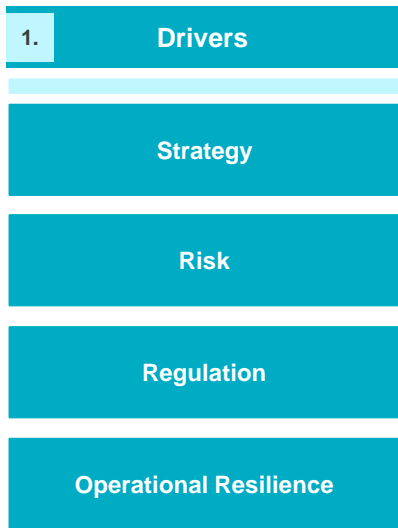 1.
Drivers
Strategy
Risk
Regulation
Operational Resilience